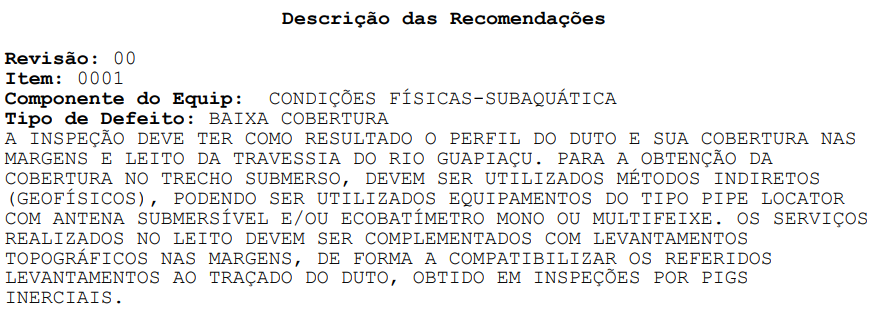 Descrição das Recomendações
Revisão: 00
Item: 0001
Componente do Equip:  CONDIÇÕES FÍSICAS-SUBAQUÁTICA
Tipo de Defeito: BAIXA COBERTURA
A INSPEÇÃO DEVE TER COMO RESULTADO O PERFIL DO DUTO E SUA COBERTURA NAS
MARGENS E LEITO DA TRAVESSIA DO RIO GUAPIAÇU. PARA A OBTENÇÃO DA
COBERTURA NO TRECHO SUBMERSO, DEVEM SER UTILIZADOS MÉTODOS INDIRETOS
(GEOFÍSICOS), PODENDO SER UTILIZADOS EQUIPAMENTOS DO TIPO PIPE LOCATOR
COM ANTENA SUBMERSÍVEL E/OU ECOBATÍMETRO MONO OU MULTIFEIXE. OS SERVIÇOS
REALIZADOS NO LEITO DEVEM SER COMPLEMENTADOS COM LEVANTAMENTOS
TOPOGRÁFICOS NAS MARGENS, DE FORMA A COMPATIBILIZAR OS REFERIDOS
LEVANTAMENTOS AO TRAÇADO DO DUTO, OBTIDO EM INSPEÇÕES POR PIGS
INERCIAIS.